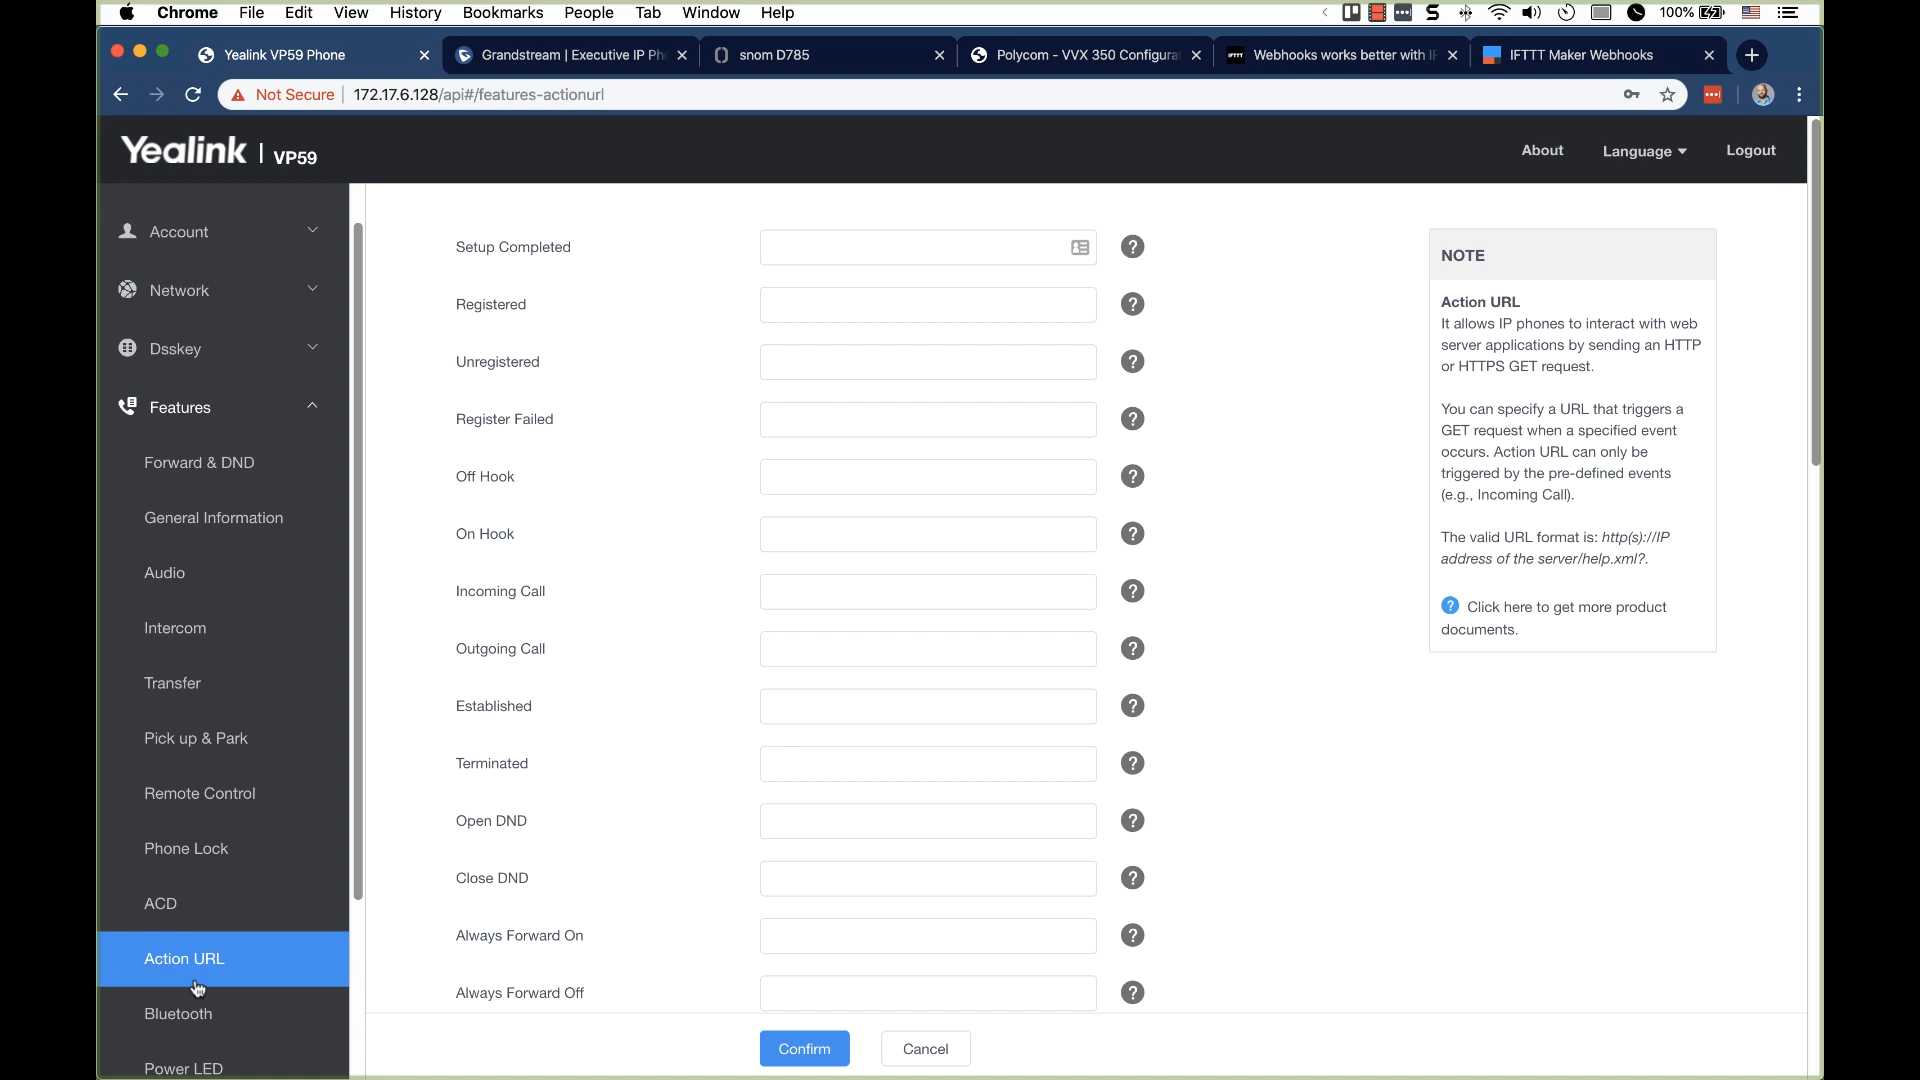 Chrome File Edit View History Bookmarks People Tab Window Help 100%
Yealink VP59 Phone Grandstream | Executive IP Pho snom D785 Polycom - VVX 350 Configurat Webhooks works better with IF IFTTT Maker Webhooks
Not Secure 172.17.6.128/api#/features-actionurl
Yealink | VP59 About Language Logout
Account
Network
Dsskey
Features
Forward & DND
General Information
Audio
Intercom
Transfer
Pick up & Park
Remote Control
Phone Lock
ACD
Action URL
Bluetooth
Power LED
Setup Completed
Registered
Unregistered
Register Failed
Off Hook
On Hook
Incoming Call
Outgoing Call
Established
Terminated
Open DND
Close DND
Always Forward On
Always Forward Off
Confirm Cancel
NOTE
Action URL
It allows IP phones to interact with web
server applications by sending an HTTP
or HTTPS GET request.
You can specify a URL that triggers a
GET request when a specified event
occurs. Action URL can only be
triggered by the pre-defined events
(e.g., Incoming Call).
The valid URL format is: http(s)://IP
address of the server/help.xml?.
Click here to get more product
documents.